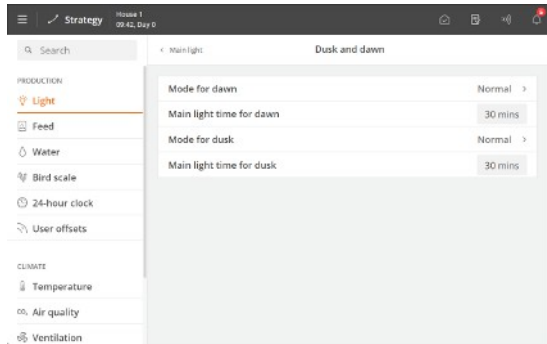 Strategy
House 1
09:42, Day 0
Search
PRODUCTION
Light
Feed
Water
Bird scale
24-hour clock
User offsets
CLIMATE
Temperature
CO₂ Air quality
Ventilation
< Main light
Dusk and dawn
Mode for dawn Normal >
Main light time for dawn 30 mins
Mode for dusk Normal >
Main light time for dusk 30 mins